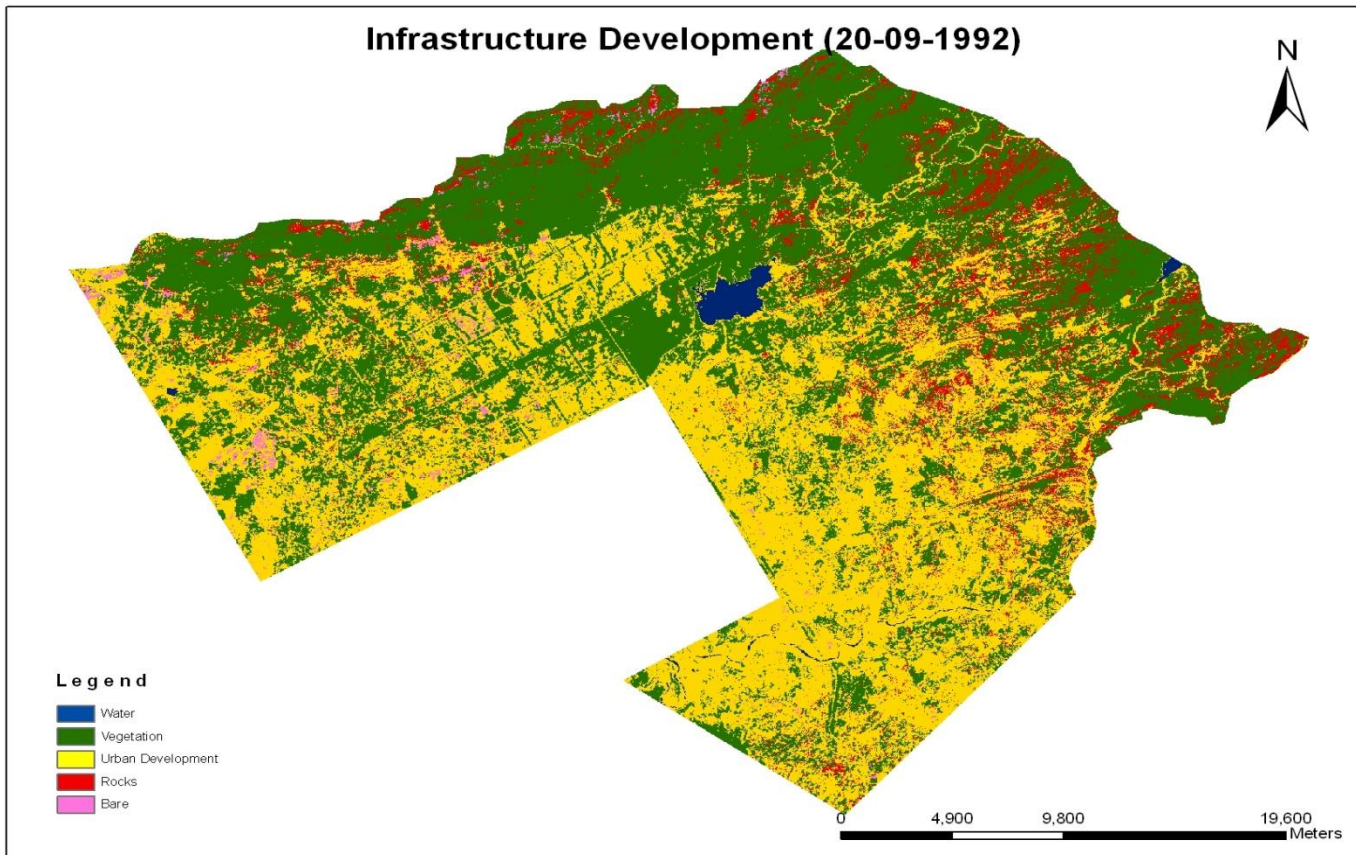 Infrastructure Development (20-09-1992)
N
Legend
Water
Vegetation
Urban Development
Rocks
Bare
0 4,900 9,800 19,600
Meters